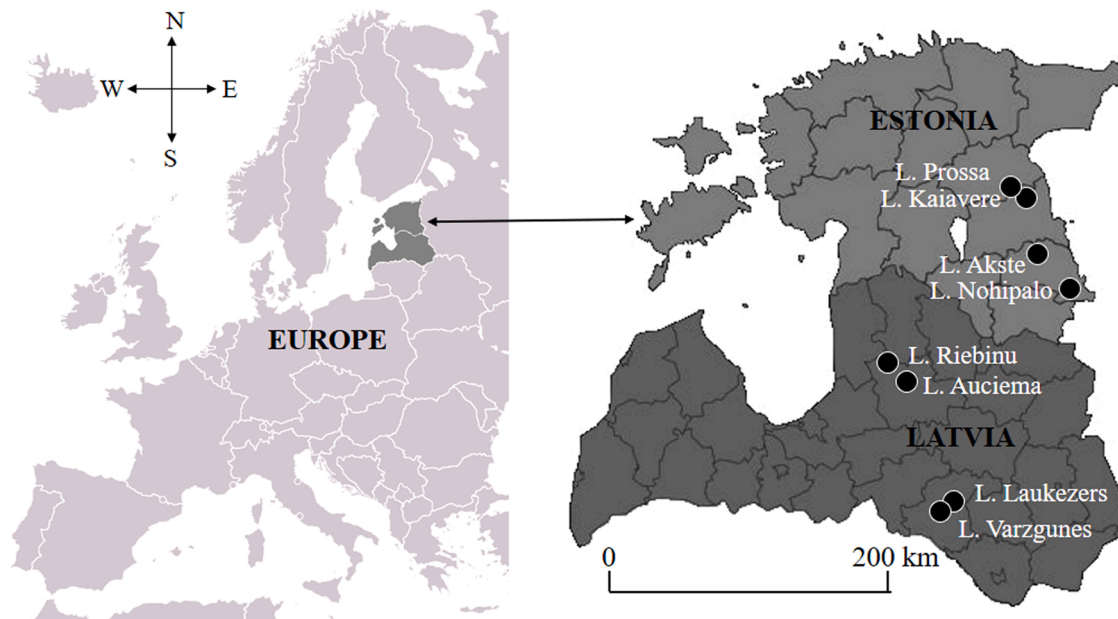 N
W
E
S
EUROPE
ESTONIA
L. Prossa
L. Kaiavere
L. Akste
L. Nohipalo
L. Riebinu
L. Auciema
LATVIA
L. Laukezers
L. Varzgunes
0
200 km